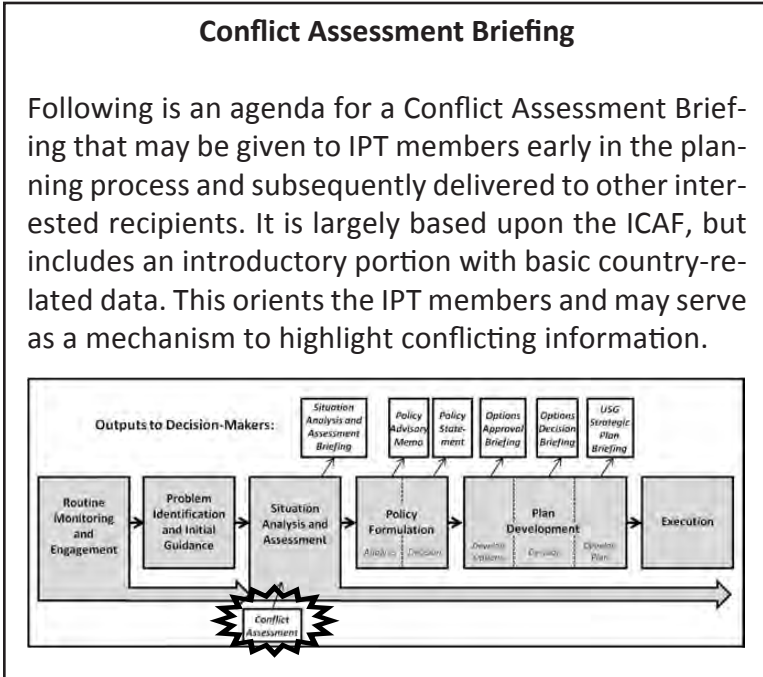 Conflict Assessment Briefing
Following is an agenda for a Conflict Assessment Brief-
ing that may be given to IPT members early in the plan-
ning process and subsequently delivered to other inter-
ested recipients. It is largely based upon the ICAF, but
includes an introductory portion with basic country-re-
lated data. This orients the IPT members and may serve
as a mechanism to highlight conflicting information.
Outputs to Decision-Makers:
Situation
Analysis and
Assessment
Briefing
Policy
Advisory
Memo
Policy
State-
ment
Options
Approval
Briefing
Options
Decision
Briefing
USG
Strategic
Plan
Briefing
Routine
Monitoring
and
Engagement
Problem
Identification
and Initial
Guidance
Situation
Analysis and
Assessment
Policy
Formulation
Analysis
Decision
Plan
Development
Develop
Options
Decision
Develop
Plan
Execution
Conflict
Assessment